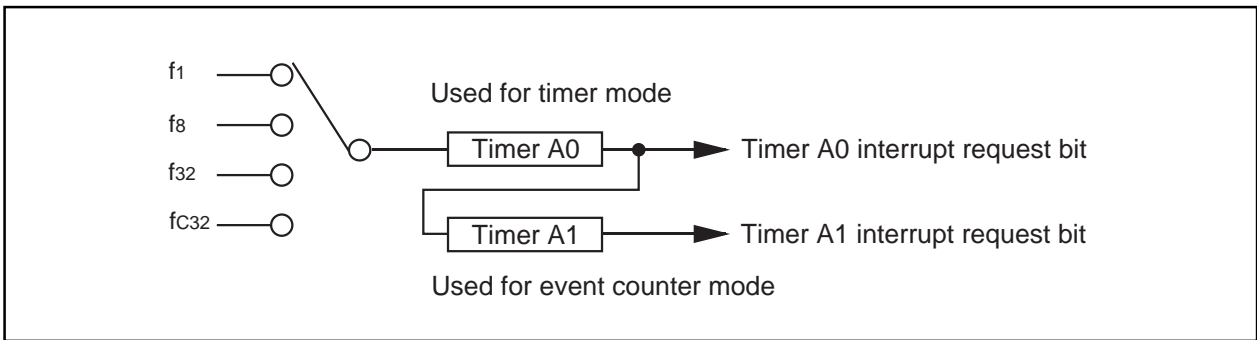 f1
Used for timer mode
f8
Timer A0
Timer A0 interrupt request bit
f32
fC32
Timer A1
Timer A1 interrupt request bit
Used for event counter mode